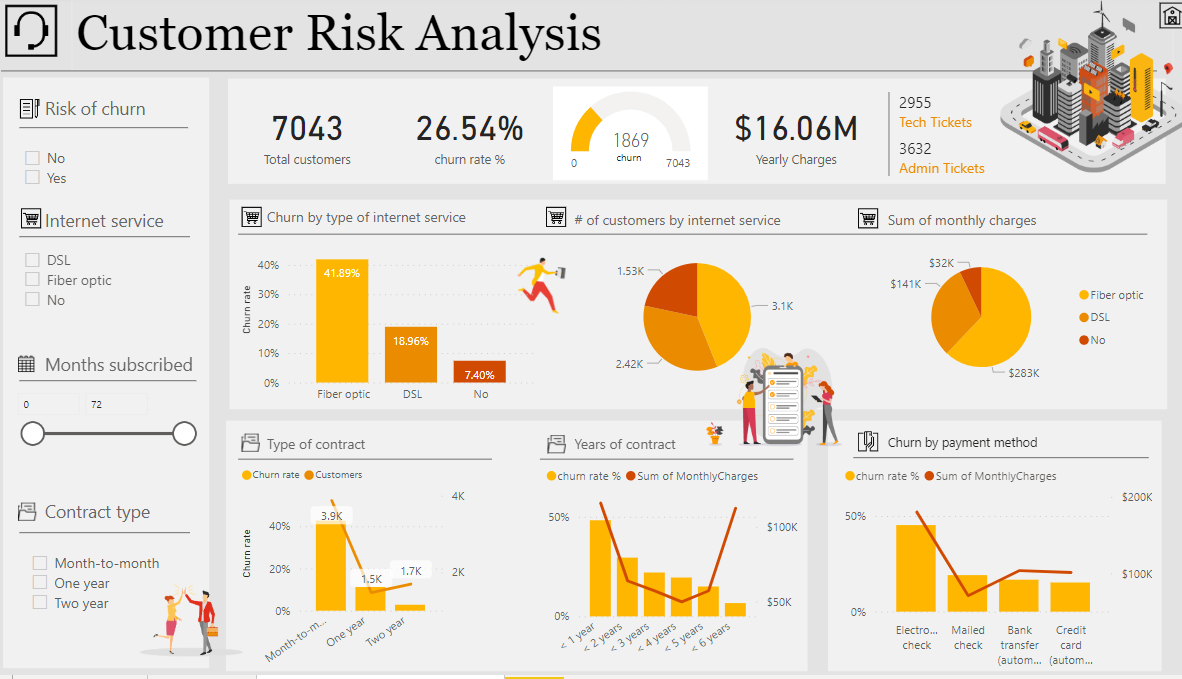 Customer Risk Analysis
Risk of churn
No
Yes
Internet service
DSL
Fiber optic
No
Months subscribed
0
72
Contract type
Month-to-month
One year
Two year
7043
Total customers
26.54%
churn rate %
1869
churn
0
7043
$16.06M
Yearly Charges
2955
Tech Tickets
3632
Admin Tickets
Churn by type of internet service
Churn rate
40%
30%
20%
10%
0%
41.89%
18.96%
7.40%
Fiber optic
DSL
No
# of customers by internet service
1.53K
3.1K
2.42K
Sum of monthly charges
$32K
$141K
$283K
Fiber optic
DSL
No
Type of contract
Churn rate
Customers
Churn rate
40%
20%
0%
4K
2K
3.9K
1.5K
1.7K
Month-to-m...
One year
Two year
Years of contract
churn rate %
Sum of MonthlyCharges
50%
0%
$100K
$50K
< 1 year
< 2 years
< 3 years
< 4 years
< 5 years
< 6 years
Churn by payment method
churn rate %
Sum of MonthlyCharges
50%
0%
$200K
$100K
Electro...
check
Mailed
check
Bank
transfer
(autom...
Credit
card
(autom...